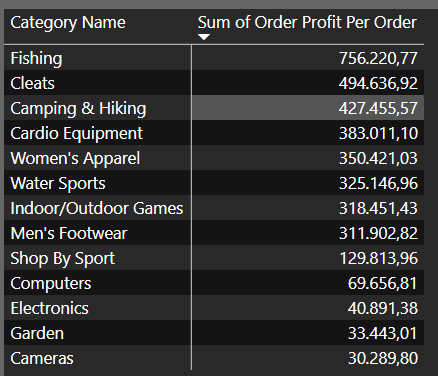 Category Name Sum of Order Profit Per Order
Fishing 756.220,77
Cleats 494.636,92
Camping & Hiking 427.455,57
Cardio Equipment 383.011,10
Women's Apparel 350.421,03
Water Sports 325.146,96
Indoor/Outdoor Games 318.451,43
Men's Footwear 311.902,82
Shop By Sport 129.813,96
Computers 69.656,81
Electronics 40.891,38
Garden 33.443,01
Cameras 30.289,80